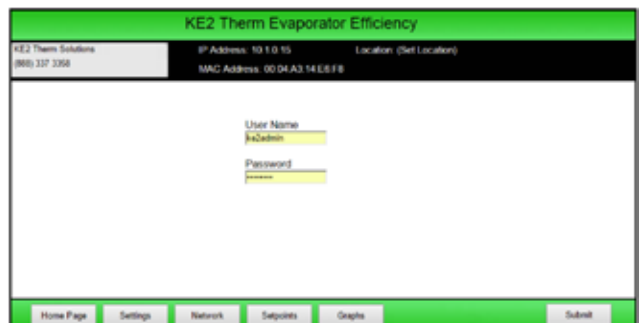 KE2 Therm Evaporator Efficiency
KE2 Therm Solutions
(888) 337 3358
IP Address: 10.1.0.15 Location: (Set Location)
MAC Address: 00:04:A3:14:E6:F8
User Name
ke2admin
Password
Home Page Settings Network Setpoints Graphs Submit